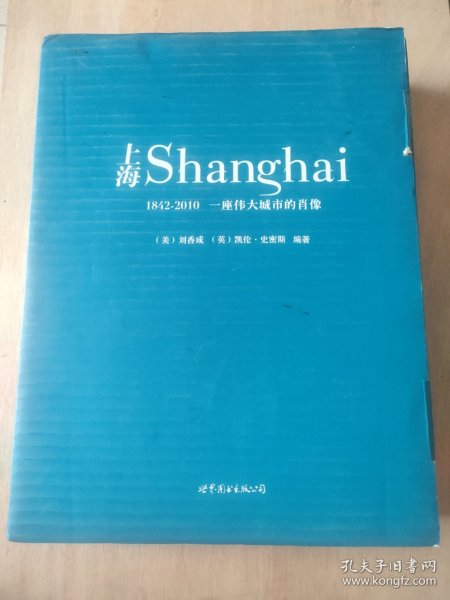 上海Shanghai
1842-2010 一座伟大城市的肖像
（美）刘香成 （英）凯伦·史密斯 编著
世界图书出版公司
孔夫子旧书网
www.kongfz.com